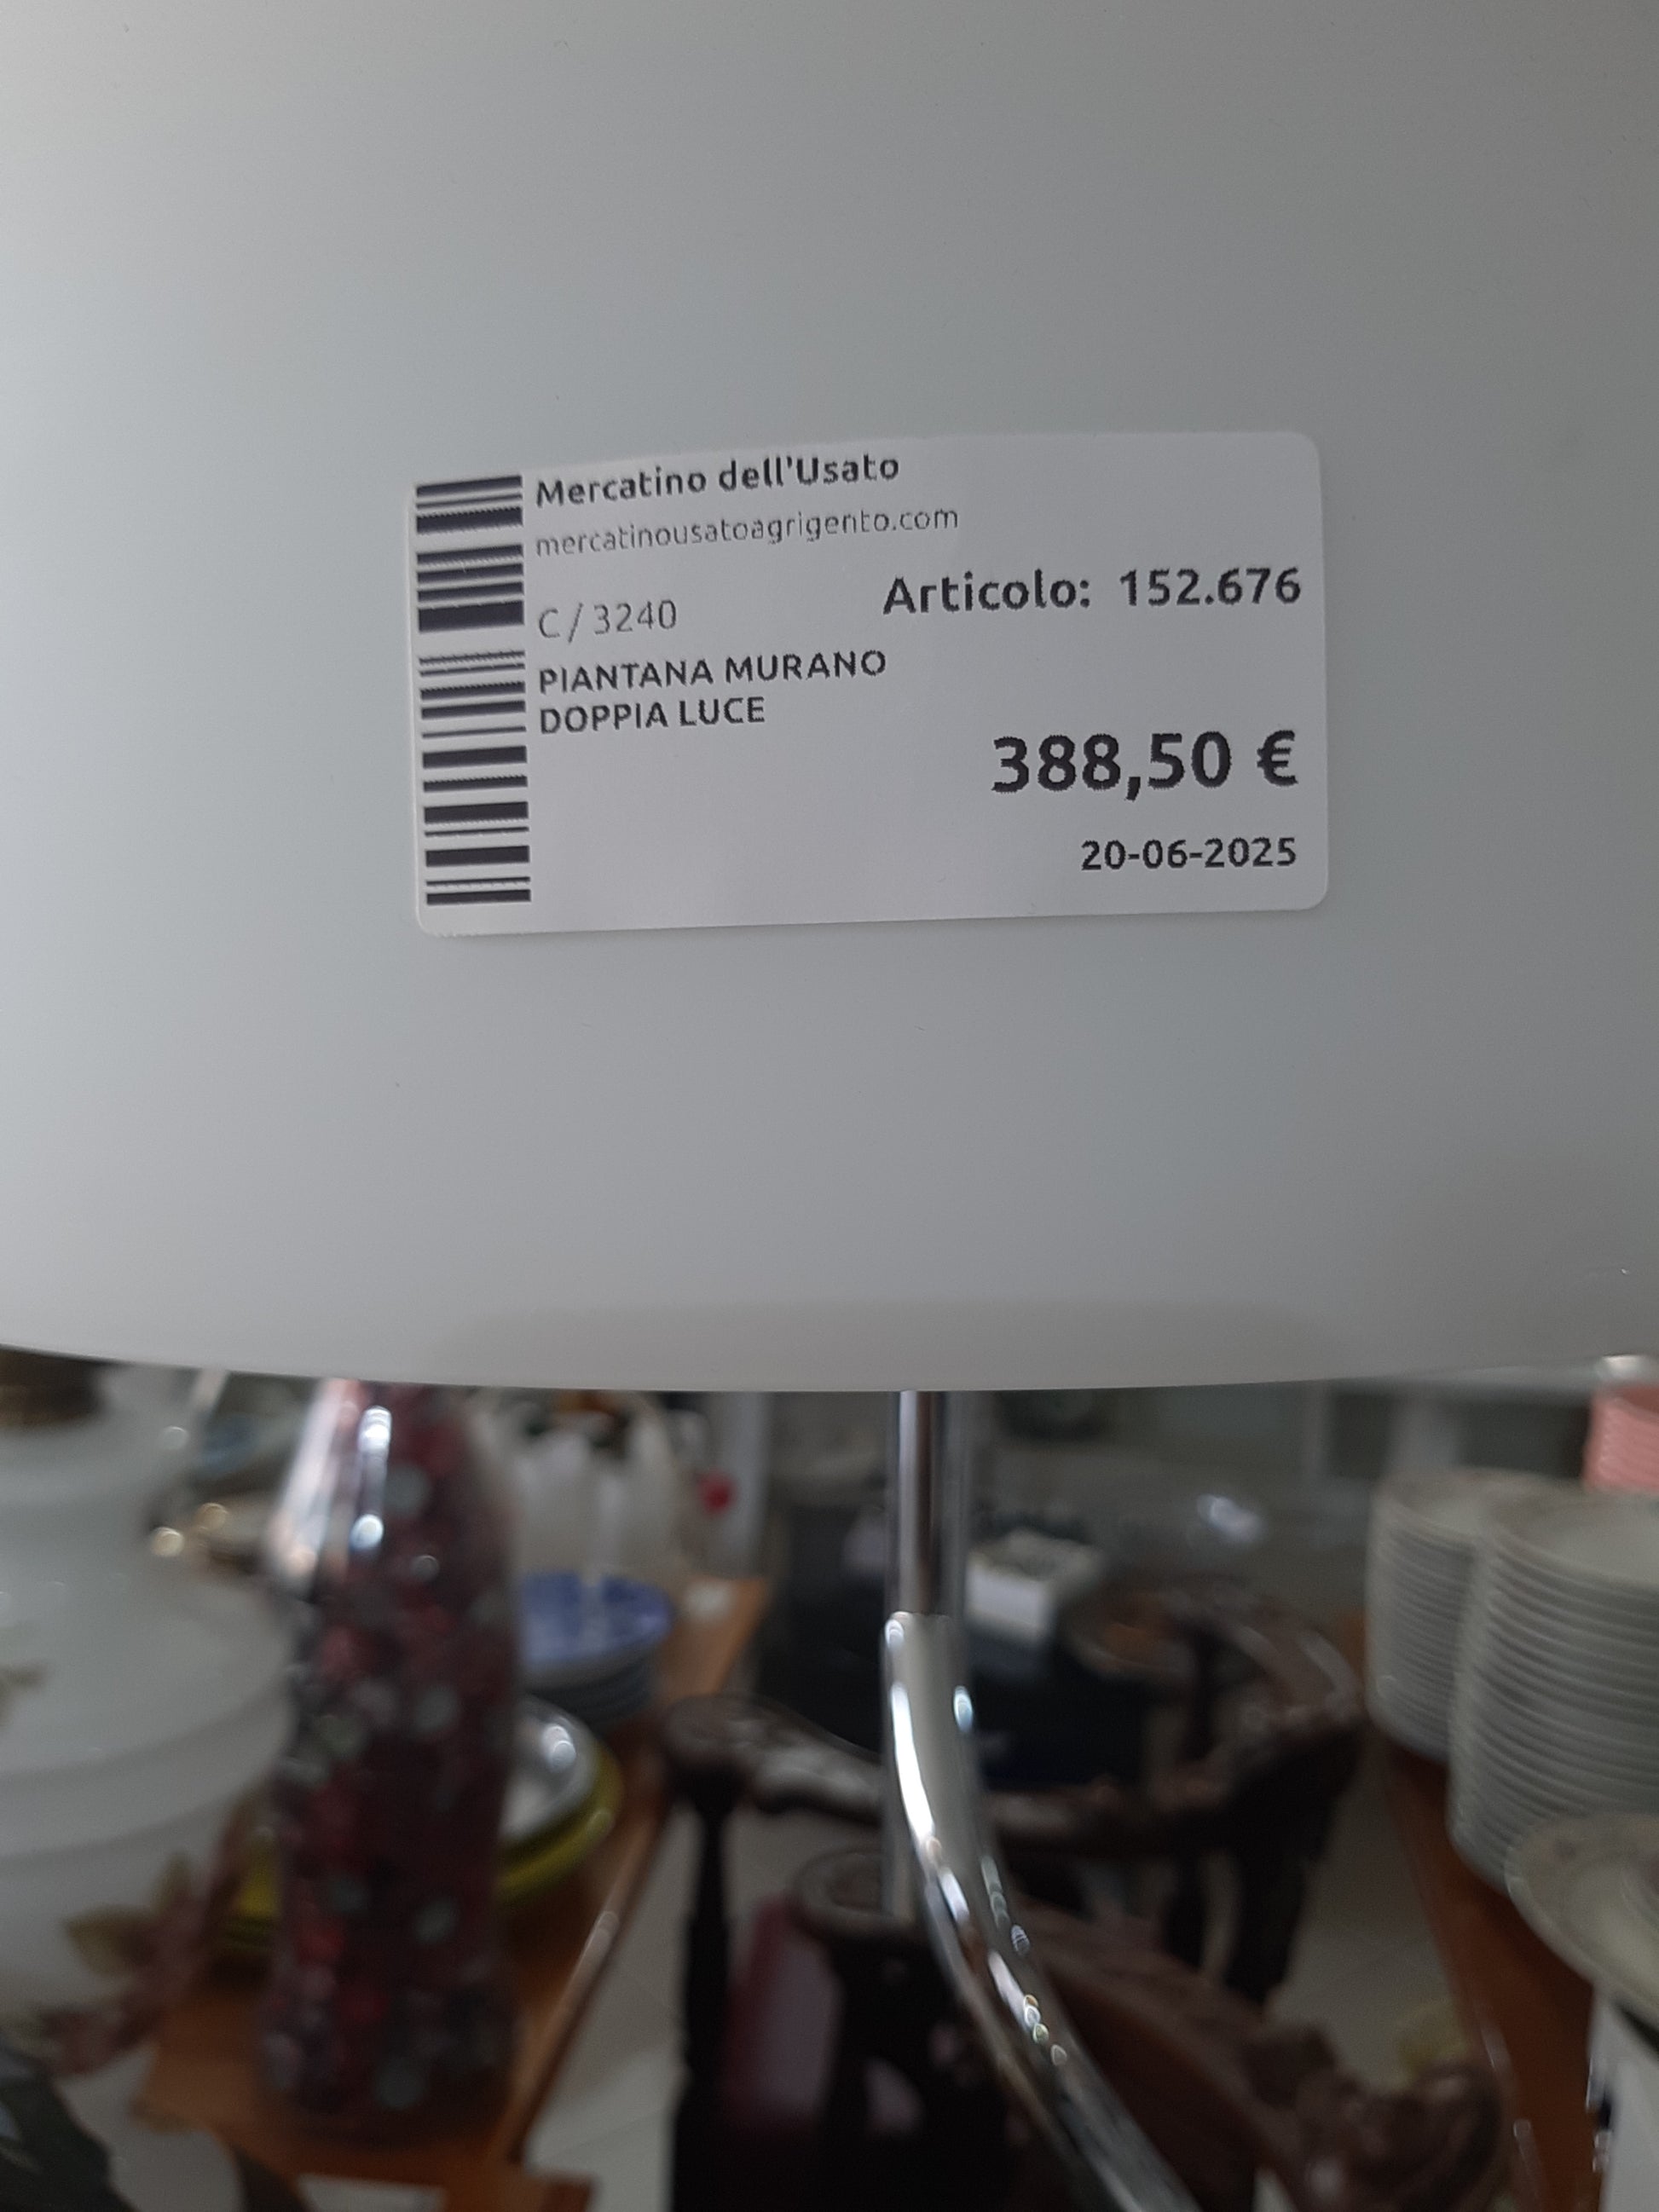 Mercatino dell'Usato
mercatinousatoagrigento.com
Articolo: 152.676
C/3240
PIANTANA MURANO
DOPPIA LUCE
388,50 €
20-06-2025